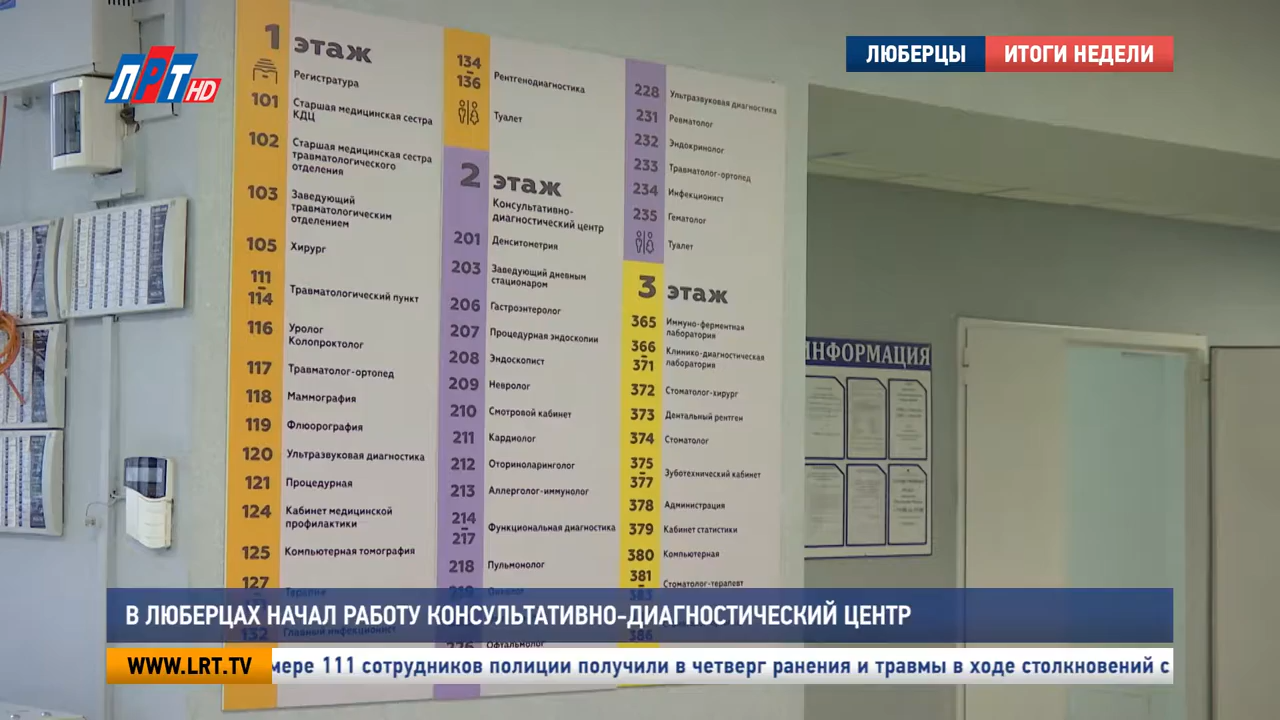 ЛРТHD
ЛЮБЕРЦЫ ИТОГИ НЕДЕЛИ
1 этаж
Регистратура
101 Старшая медицинская сестра
КДЦ
102 Старшая медицинская сестра
травматологического
отделения
103 Заведующий
травматологическим
отделением
105 Хирург
111
-
114 Травматологический пункт
116 Уролог
Колопроктолог
117 Травматолог-ортопед
118 Маммография
119 Флюорография
120 Ультразвуковая диагностика
121 Процедурная
124 Кабинет медицинской
профилактики
125 Компьютерная томография
127 Терапия
132 Главный инфекционист
134
-
136 Рентгенодиагностика
Туалет
2 этаж
Консультативно-
диагностический центр
201 Денситометрия
203 Заведующий дневным
стационаром
206 Гастроэнтеролог
207 Процедурная эндоскопии
208 Эндоскопист
209 Невролог
210 Смотровой кабинет
211 Кардиолог
212 Оториноларинголог
213 Аллерголог-иммунолог
214
-
217 Функциональная диагностика
218 Пульмонолог
Офтальмолог
228 Ультразвуковая диагностика
231 Ревматолог
232 Эндокринолог
233 Травматолог-ортопед
234 Инфекционист
235 Гематолог
Туалет
3 этаж
365 Иммуно-ферментная
лаборатория
366
-
371 Клинико-диагностическая
лаборатория
372 Стоматолог-хирург
373 Дентальный рентген
374 Стоматолог
375
-
377 Зуботехнический кабинет
378 Администрация
379 Кабинет статистики
380 Компьютерная
381
383 Стоматолог-терапевт
386
ИНФОРМАЦИЯ
В ЛЮБЕРЦАХ НАЧАЛ РАБОТУ КОНСУЛЬТАТИВНО-ДИАГНОСТИЧЕСКИЙ ЦЕНТР
WWW.LRT.TV мере 111 сотрудников полиции получили в четверг ранения и травмы в ходе столкновений с